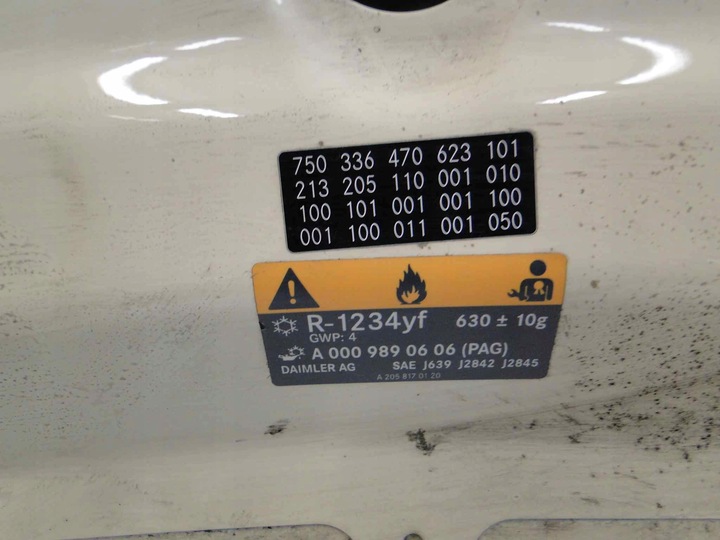 750 336 470 623 101
213 205 110 001 010
100 101 001 001 100
001 100 011 001 050
R-1234yf 630 ± 10g
GWP: 4
A 000 989 06 06 (PAG)
DAIMLER AG SAE J639 J2842 J2845
A 205 817 01 20